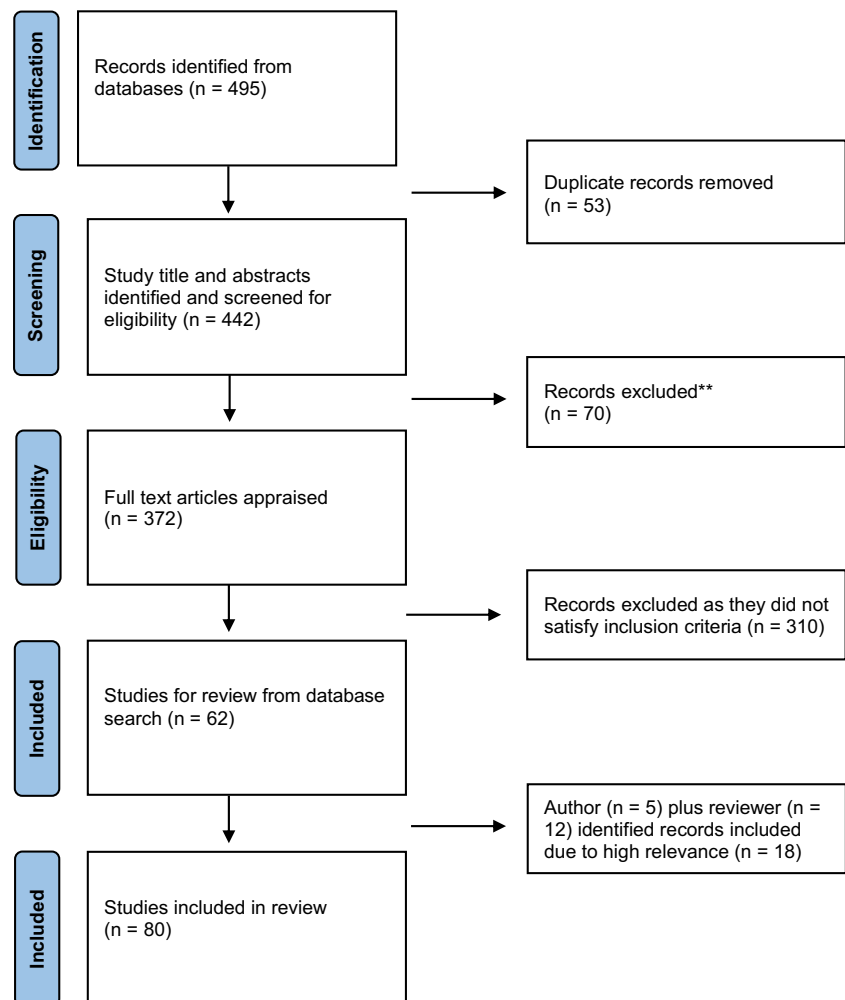 Identification
Records identified from
databases (n = 495)
Duplicate records removed
(n = 53)
Screening
Study title and abstracts
identified and screened for
eligibility (n = 442)
Records excluded**
(n = 70)
Eligibility
Full text articles appraised
(n = 372)
Records excluded as they did not
satisfy inclusion criteria (n = 310)
Included
Studies for review from database
search (n = 62)
Author (n = 5) plus reviewer (n =
12) identified records included
due to high relevance (n = 18)
Included
Studies included in review
(n = 80)